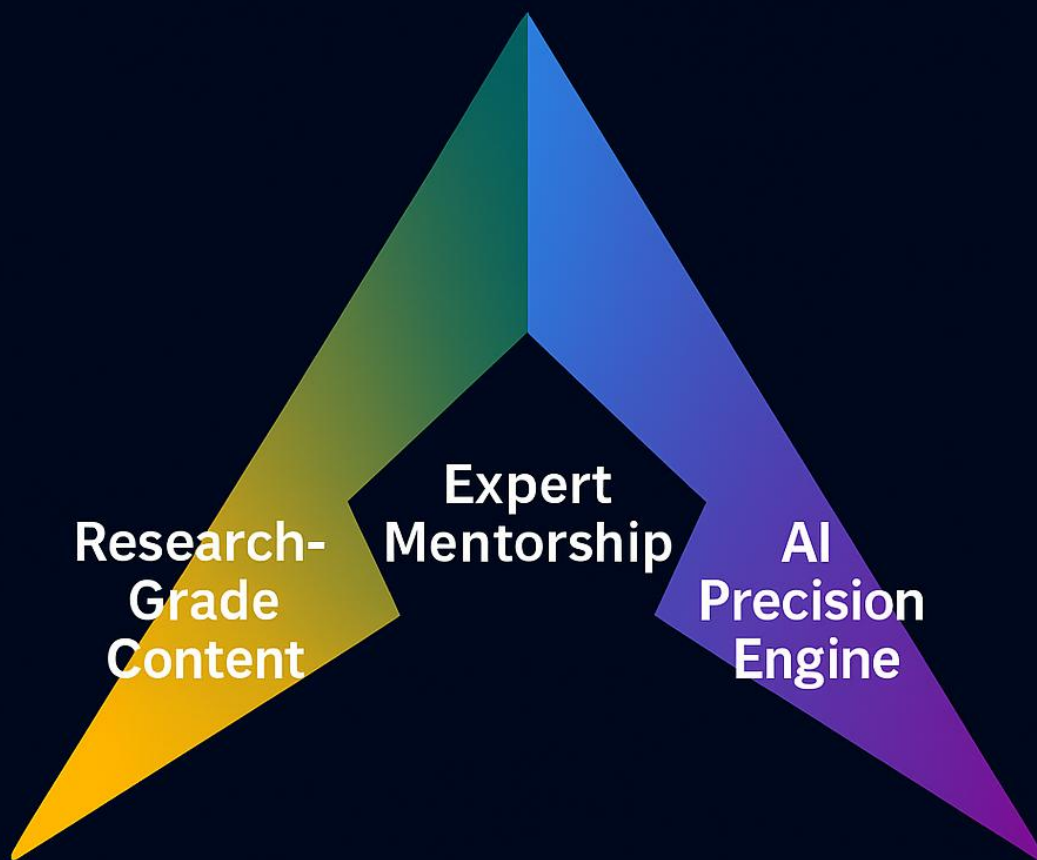 Expert
Mentorship
Research-
Grade
Content
AI
Precision
Engine